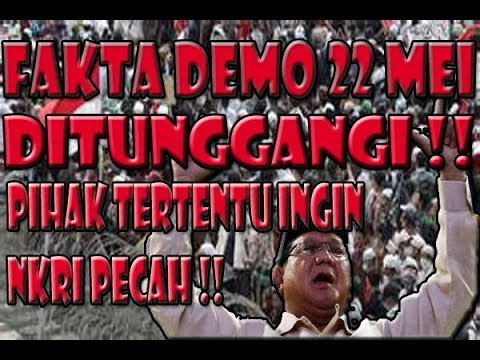 FAKTA DEMO 22 MEI
DITUNGGANGI !!
PIHAK TERTENTU INGIN
NKRI PECAH !!